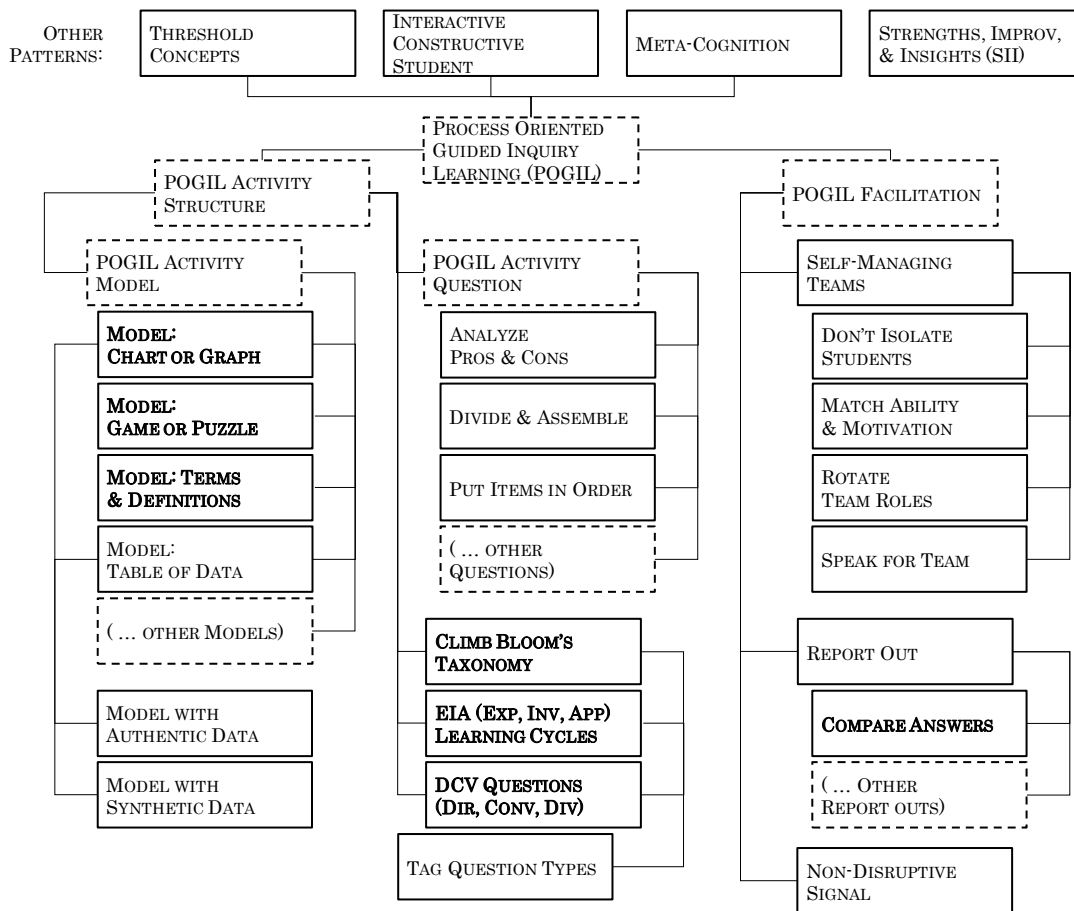 OTHER
PATTERNS:
THRESHOLD
CONCEPTS
INTERACTIVE
CONSTRUCTIVE
STUDENT
META-COGNITION
STRENGTHS, IMPROV,
& INSIGHTS (SII)
PROCESS ORIENTED
GUIDED INQUIRY
LEARNING (POGIL)
POGIL ACTIVITY
STRUCTURE
POGIL FACILITATION
POGIL ACTIVITY
MODEL
POGIL ACTIVITY
QUESTION
SELF-MANAGING
TEAMS
MODEL:
CHART OR GRAPH
ANALYZE
PROS & CONS
DON'T ISOLATE
STUDENTS
MODEL:
GAME OR PUZZLE
DIVIDE & ASSEMBLE
MATCH ABILITY
& MOTIVATION
MODEL: TERMS
& DEFINITIONS
PUT ITEMS IN ORDER
ROTATE
TEAM ROLES
MODEL:
TABLE OF DATA
( ... OTHER
QUESTIONS)
SPEAK FOR TEAM
( ... OTHER MODELS)
CLIMB BLOOM'S
TAXONOMY
REPORT OUT
MODEL WITH
AUTHENTIC DATA
EIA (EXP, INV, APP)
LEARNING CYCLES
COMPARE ANSWERS
MODEL WITH
SYNTHETIC DATA
DCV QUESTIONS
(DIR, CONV, DIV)
( ... OTHER
REPORT OUTS)
TAG QUESTION TYPES
NON-DISRUPTIVE
SIGNAL